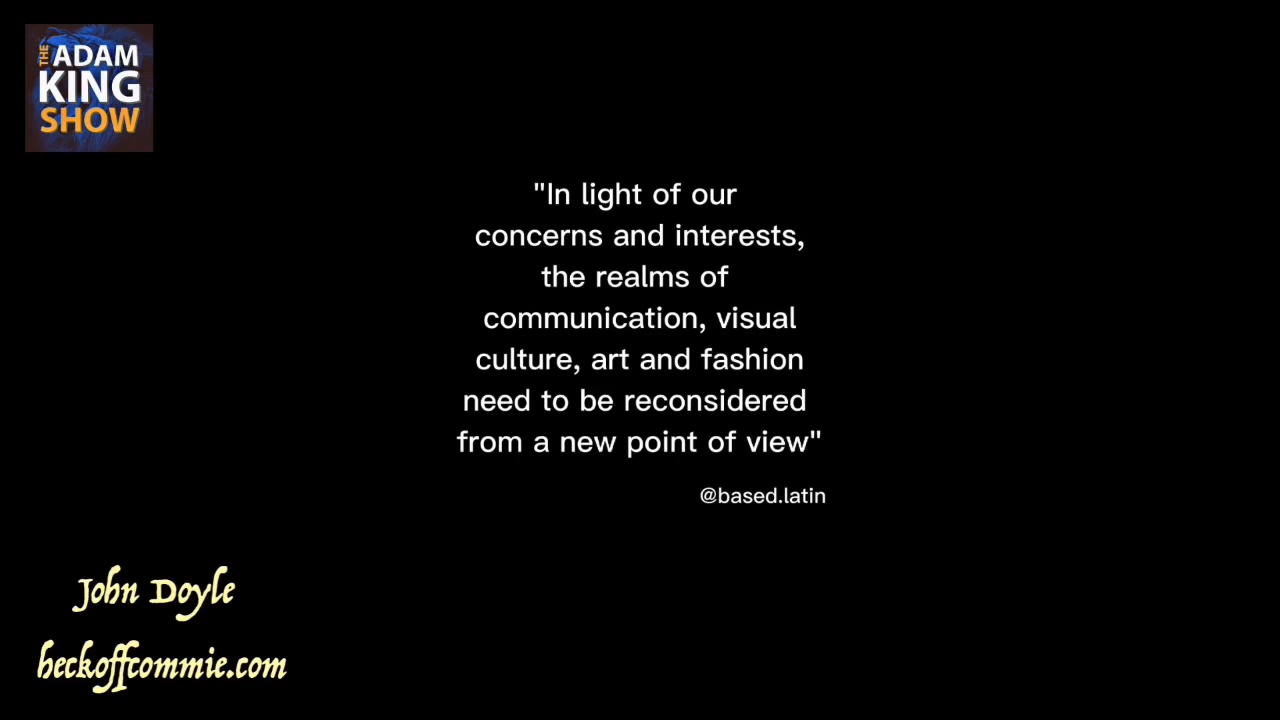 THE ADAM
KING
SHOW
"In light of our
concerns and interests,
the realms of
communication, visual
culture, art and fashion
need to be reconsidered
from a new point of view"
@based.latin
John Doyle
heckoffcommie.com